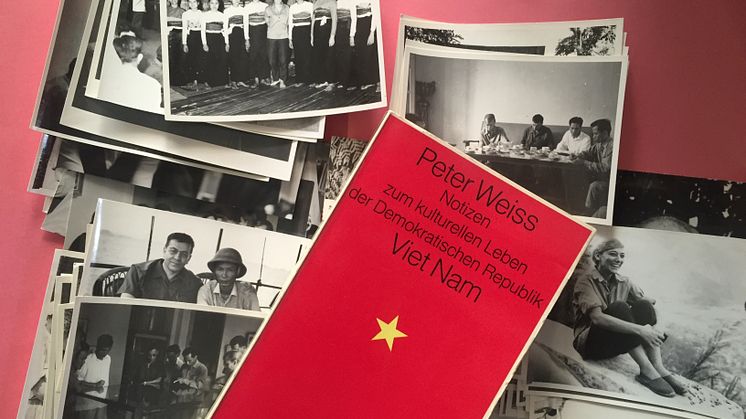 Peter Weiss
Notizen
zum kulturellen Leben
der Demokratischen Republik
Viet Nam